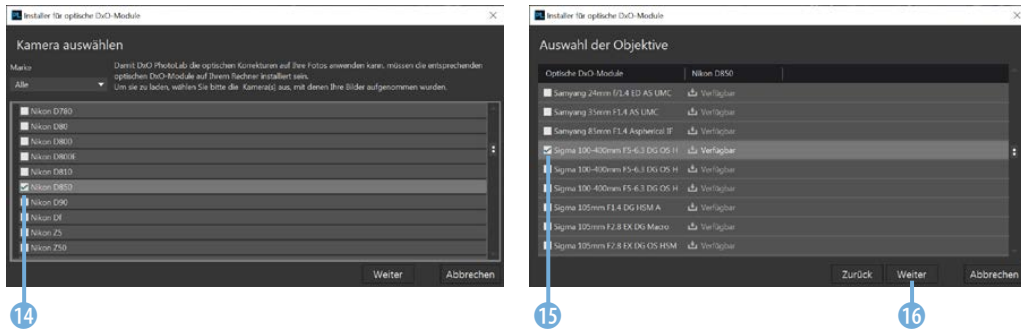 Installer für optische DxO-Module
Kamera auswählen
Marke
Alle
Damit DxO PhotoLab die optischen Korrekturen auf Ihre Fotos anwenden kann, müssen die entsprechenden
optischen DxO-Module auf Ihrem Rechner installiert sein.
Um sie zu laden, wählen Sie bitte die Kamera(s) aus, mit denen Ihre Bilder aufgenommen wurden.
Nikon D780
Nikon D80
Nikon D800
Nikon D800E
Nikon D810
Nikon D850
Nikon D90
Nikon Df
Nikon Z5
Nikon Z50
Weiter
Abbrechen
14
Installer für optische DxO-Module
Auswahl der Objektive
Optische DxO-Module Nikon D850
Samyang 24mm f/1.4 ED AS UMC Verfügbar
Samyang 35mm F1.4 AS UMC Verfügbar
Samyang 85mm F1.4 Aspherical IF Verfügbar
Sigma 100-400mm F5-6.3 DG OS H Verfügbar
Sigma 100-400mm F5-6.3 DG OS H Verfügbar
Sigma 100-400mm F5-6.3 DG OS H Verfügbar
Sigma 105mm F1.4 DG HSM A Verfügbar
Sigma 105mm F2.8 EX DG Macro Verfügbar
Sigma 105mm F2.8 EX DG OS HSM Verfügbar
Zurück
Weiter
Abbrechen
15
16